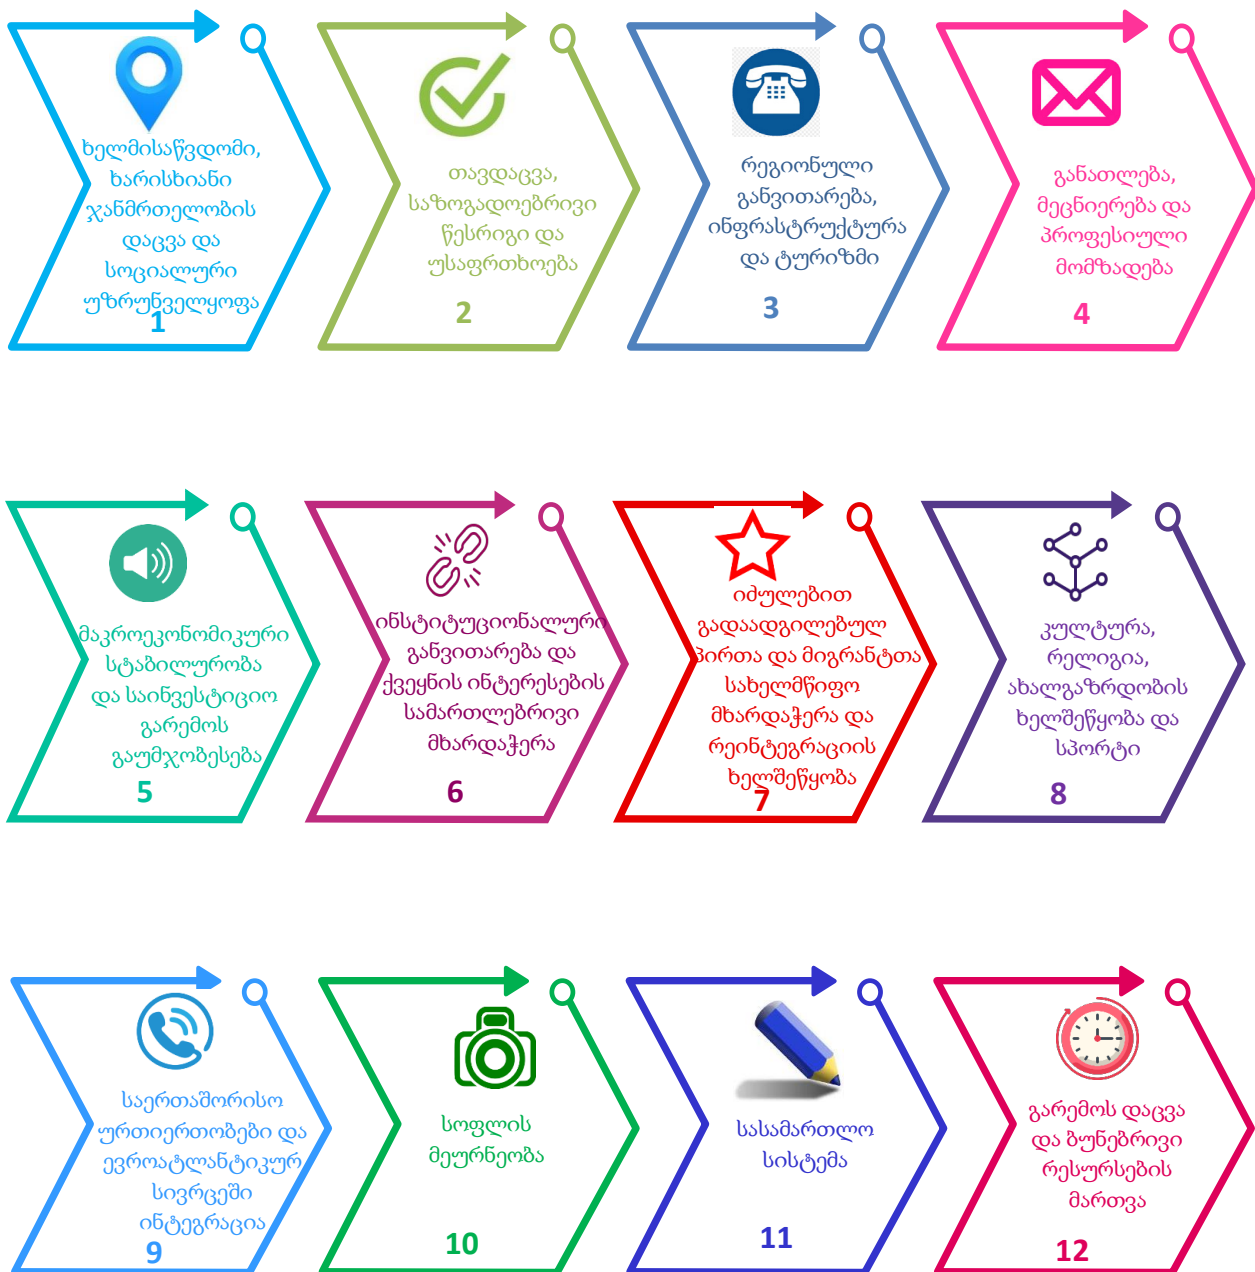 ხელმისაწვდომი,
ხარისხიანი
ჯანმრთელობის
დაცვა და
სოციალური
უზრუნველყოფა
1
თავდაცვა,
საზოგადოებრივი
წესრიგი და
უსაფრთხოება
2
რეგიონული
განვითარება,
ინფრასტრუქტურა
და ტურიზმი
3
განათლება,
მეცნიერება და
პროფესიული
მომზადება
4
მაკროეკონომიკური
სტაბილურობა
და საინვესტიციო
გარემოს
გაუმჯობესება
5
ინსტიტუციონალური
განვითარება და
ქვეყნის ინტერესების
სამართლებრივი
მხარდაჭერა
6
იძულებით
გადაადგილებულ
პირთა და მიგრანტთა
სახელმწიფო
მხარდაჭერა და
რეინტეგრაციის
ხელშეწყობა
7
კულტურა,
რელიგია,
ახალგაზრდობის
ხელშეწყობა და
სპორტი
8
საერთაშორისო
ურთიერთობები და
ევროატლანტიკურ
სივრცეში
ინტეგრაცია
9
სოფლის
მეურნეობა
10
სასამართლო
სისტემა
11
გარემოს დაცვა
და ბუნებრივი
რესურსების
მართვა
12